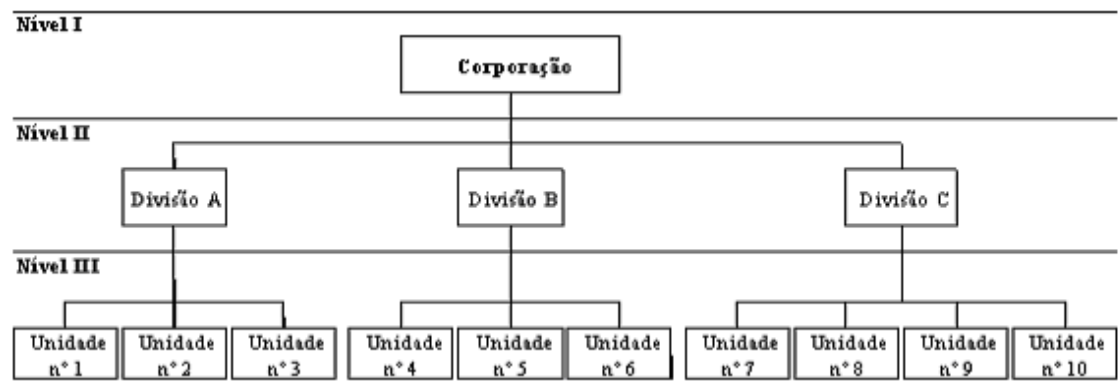 Nível I
Corporação
Nível II
Divisão A
Divisão B
Divisão C
Nível III
Unidade
n° 1
Unidade
n° 2
Unidade
n° 3
Unidade
n° 4
Unidade
n° 5
Unidade
n° 6
Unidade
n° 7
Unidade
n° 8
Unidade
n° 9
Unidade
n° 10